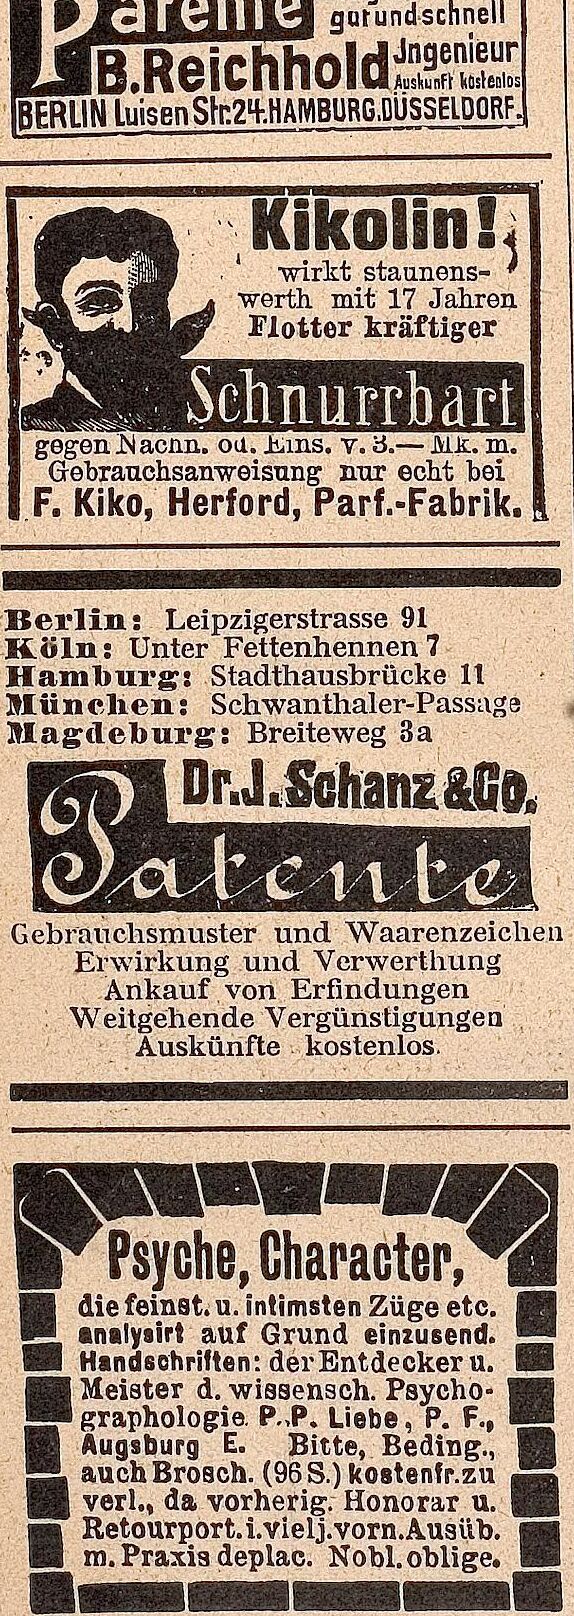 Patente
gut und schnell
B. Reichhold Jngenieur
Auskunft kostenlos
BERLIN Luisen Str. 24. HAMBURG. DÜSSELDORF.
Kikolin!
wirkt staunens-
werth mit 17 Jahren
Flotter kräftiger
Schnurrbart
gegen Nachn. od. Eins. v. 3.— Mk. m.
Gebrauchsanweisung nur echt bei
F. Kiko, Herford, Parf.-Fabrik.
Berlin: Leipzigerstrasse 91
Köln: Unter Fettenhennen 7
Hamburg: Stadthausbrücke 11
München: Schwanthaler-Passage
Magdeburg: Breiteweg 3a
Dr. J. Schanz & Co.
Patente
Gebrauchsmuster und Waarenzeichen
Erwirkung und Verwerthung
Ankauf von Erfindungen
Weitgehende Vergünstigungen
Auskünfte kostenlos.
Psyche, Character,
die feinst. u. intimsten Züge etc.
analysirt auf Grund einzusend.
Handschriften: der Entdecker u.
Meister d. wissensch. Psycho-
graphologie P. P. Liebe, P. F.,
Augsburg E. Bitte, Beding.,
auch Brosch. (96 S.) kostenfr. zu
verl., da vorherig. Honorar u.
Retourport. i. viel j. vorn. Ausüb.
m. Praxis deplac. Nobl. oblige.